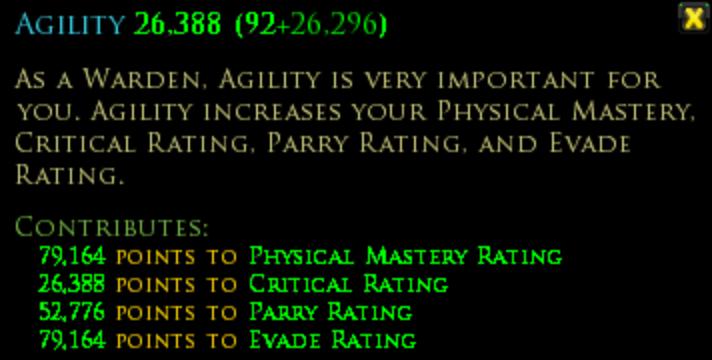 Agility 26,388 (92+26,296)
As a Warden, Agility is very important for
you. Agility increases your Physical Mastery,
Critical Rating, Parry Rating, and Evade
Rating.
Contributes:
79,164 points to Physical Mastery Rating
26,388 points to Critical Rating
52,776 points to Parry Rating
79,164 points to Evade Rating